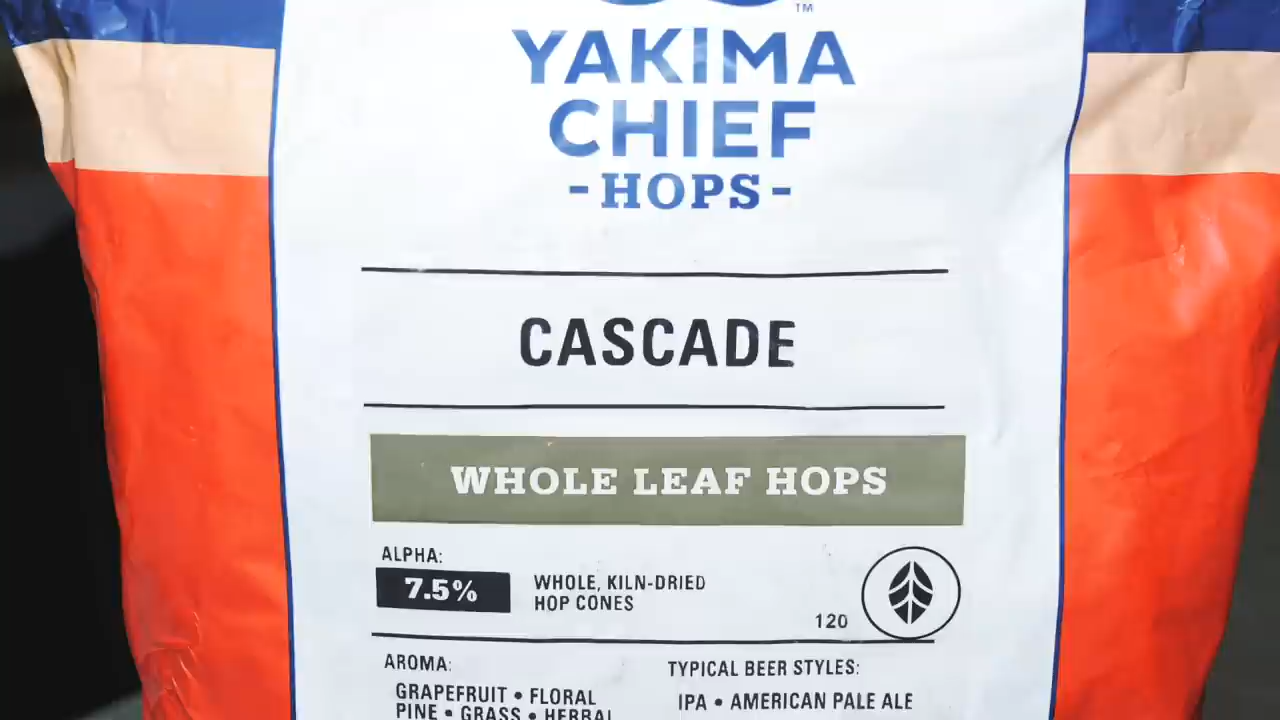 TM
YAKIMA
CHIEF
-HOPS-
CASCADE
WHOLE LEAF HOPS
ALPHA:
7.5%
WHOLE, KILN-DRIED
HOP CONES
120
AROMA:
GRAPEFRUIT • FLORAL
PINE • GRASS • HERBAL
TYPICAL BEER STYLES:
IPA • AMERICAN PALE ALE